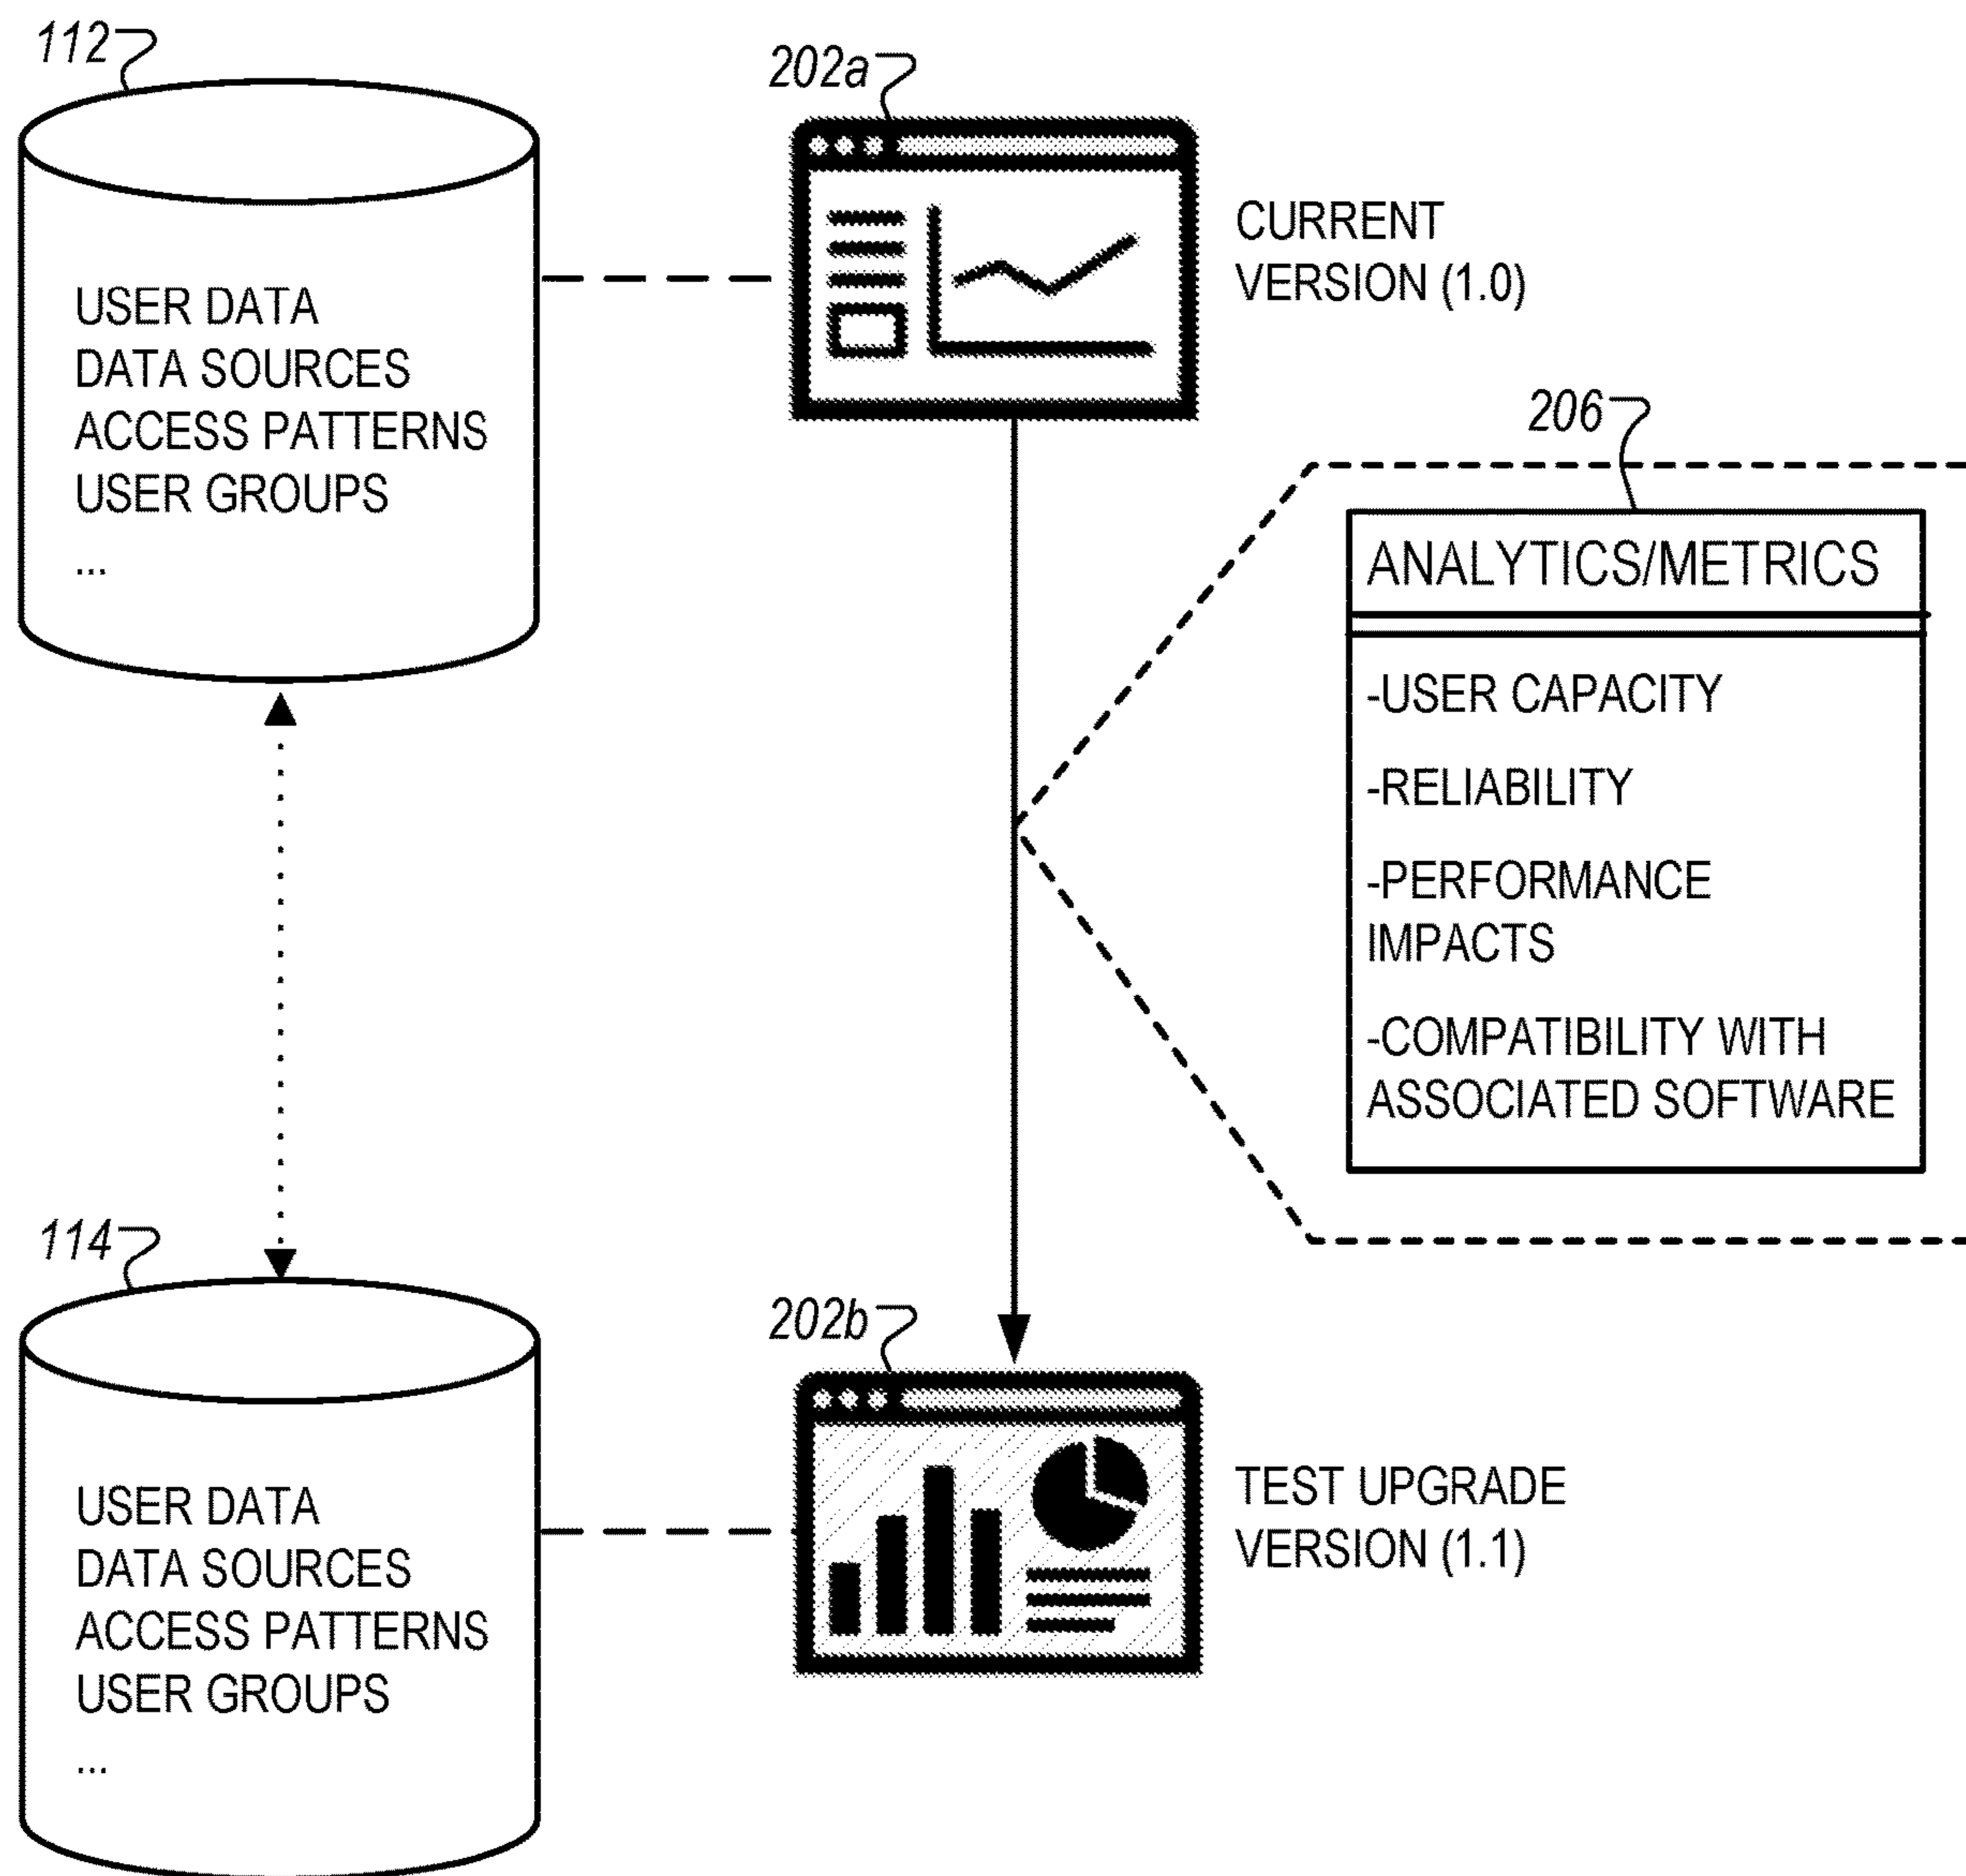 112
202a
USER DATA
DATA SOURCES
ACCESS PATTERNS
USER GROUPS
...
CURRENT
VERSION (1.0)
206
ANALYTICS/METRICS
-USER CAPACITY
-RELIABILITY
-PERFORMANCE
IMPACTS
-COMPATIBILITY WITH
ASSOCIATED SOFTWARE
114
202b
USER DATA
DATA SOURCES
ACCESS PATTERNS
USER GROUPS
...
TEST UPGRADE
VERSION (1.1)